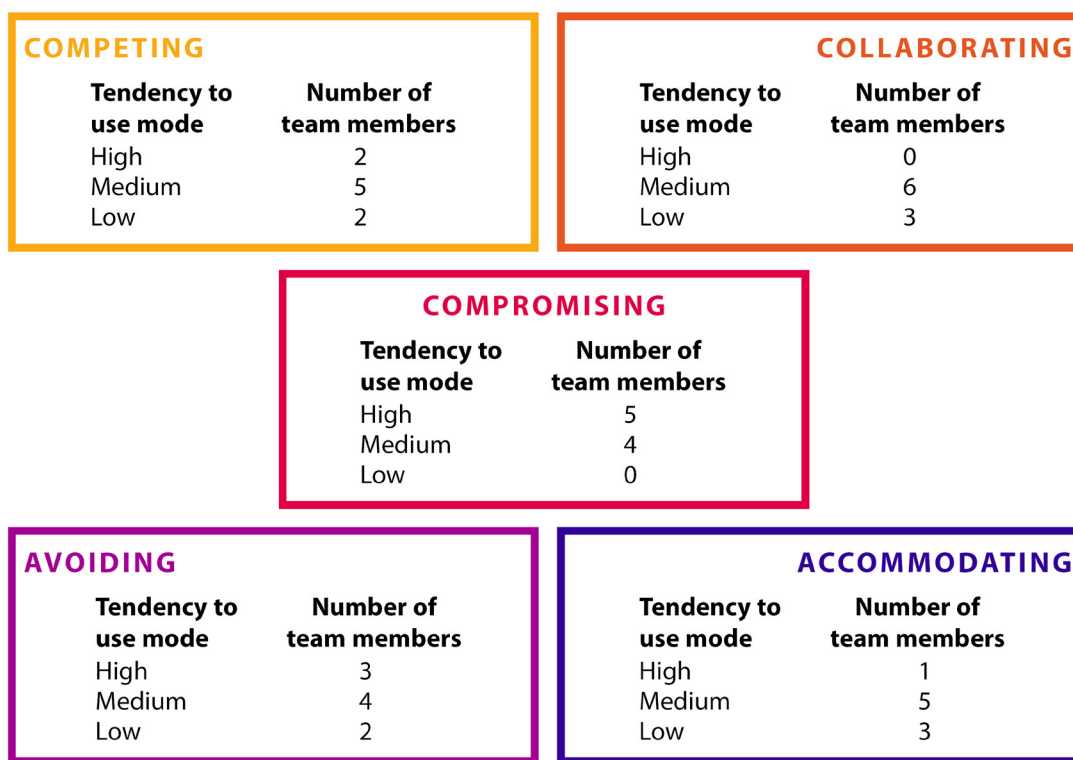 COMPETING
Tendency to use mode Number of team members
High 2
Medium 5
Low 2
COLLABORATING
Tendency to use mode Number of team members
High 0
Medium 6
Low 3
COMPROMISING
Tendency to use mode Number of team members
High 5
Medium 4
Low 0
AVOIDING
Tendency to use mode Number of team members
High 3
Medium 4
Low 2
ACCOMMODATING
Tendency to use mode Number of team members
High 1
Medium 5
Low 3